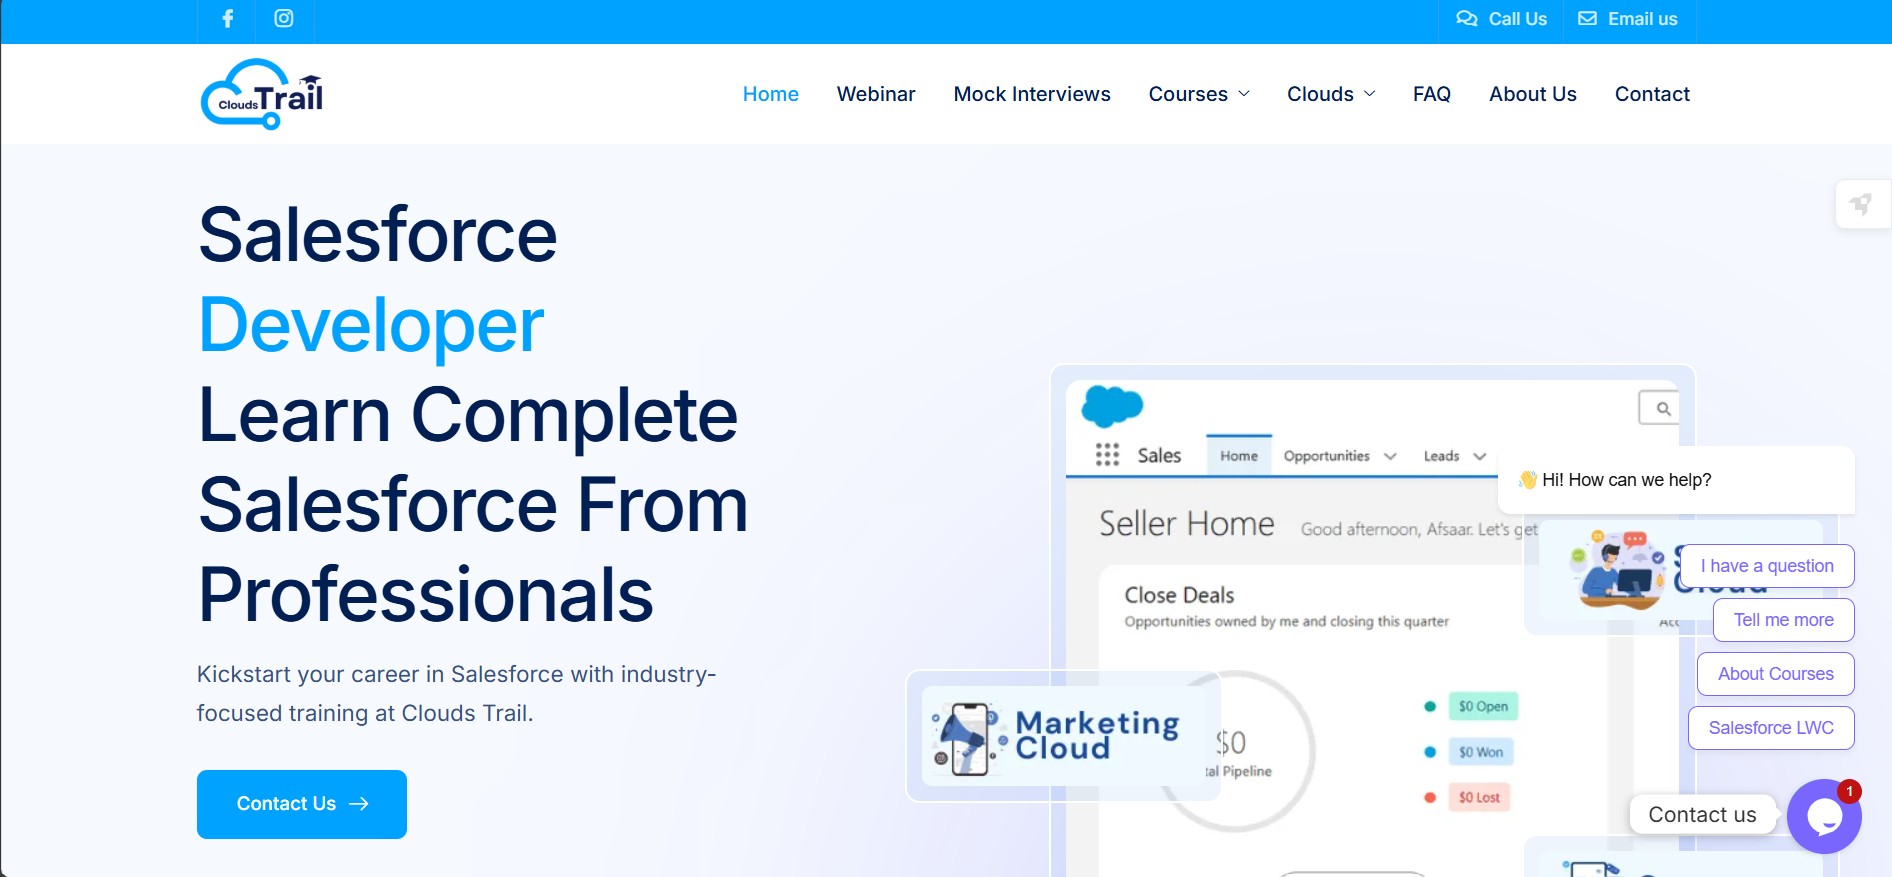 Call Us
Email us
Clouds Trail
Home
Webinar
Mock Interviews
Courses
Clouds
FAQ
About Us
Contact
Salesforce
Developer
Learn Complete
Salesforce From
Professionals
Kickstart your career in Salesforce with industry-
focused training at Clouds Trail.
Contact Us
Sales
Home
Opportunities
Leads
Seller Home
Good afternoon, Afsaar. Let's get
Close Deals
Opportunities owned by me and closing this quarter
$0
Pipeline
$0 Open
$0 Won
$0 Lost
Marketing
Cloud
👋 Hi! How can we help?
I have a question
Tell me more
About Courses
Salesforce LWC
Contact us
1